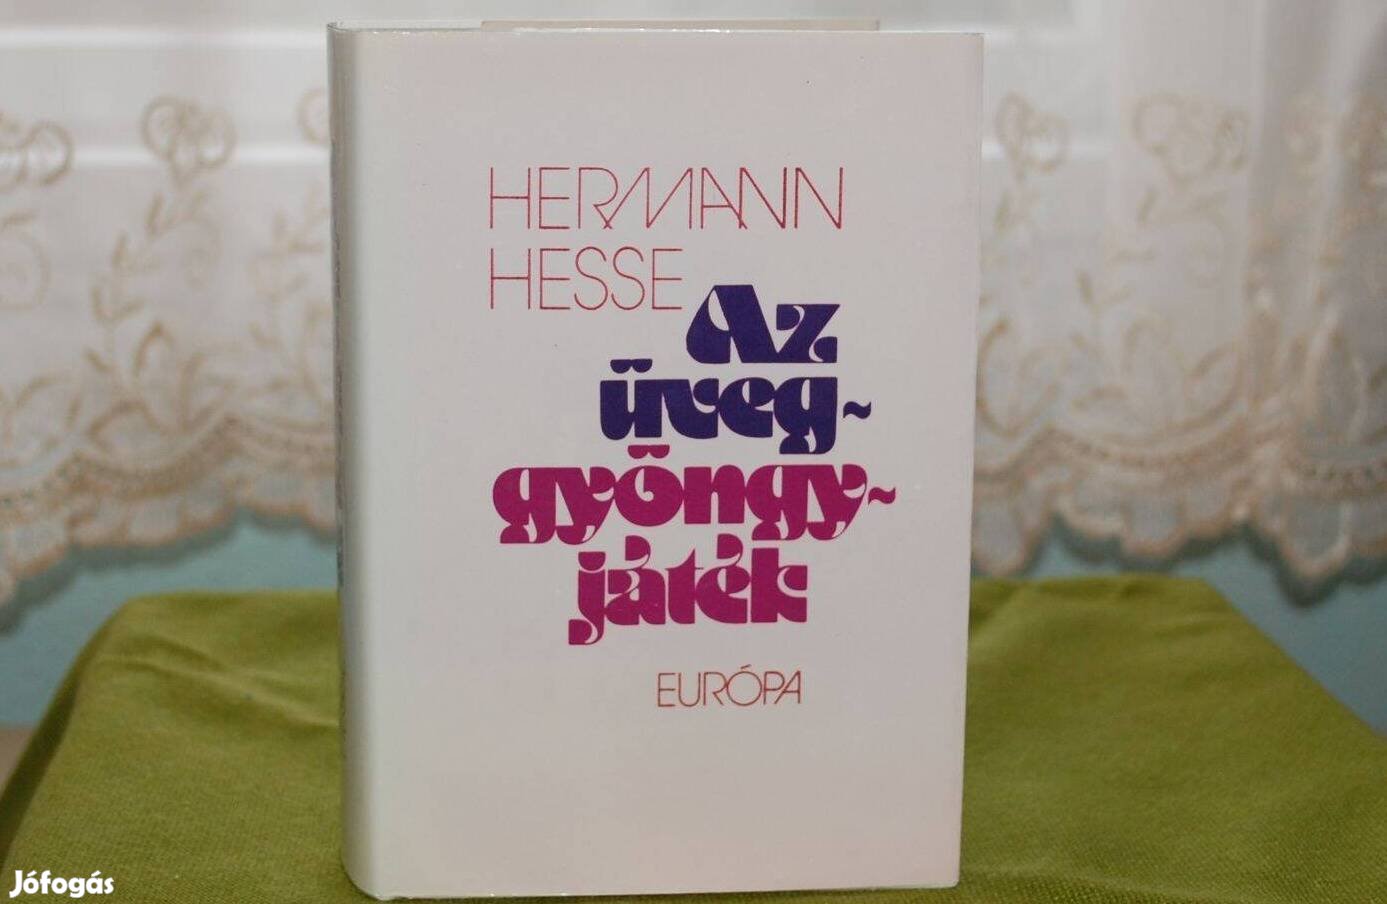 HERMANN
HESSE
Az
üveg~
gyöngy~
játék
EURÓPA
Jófogás